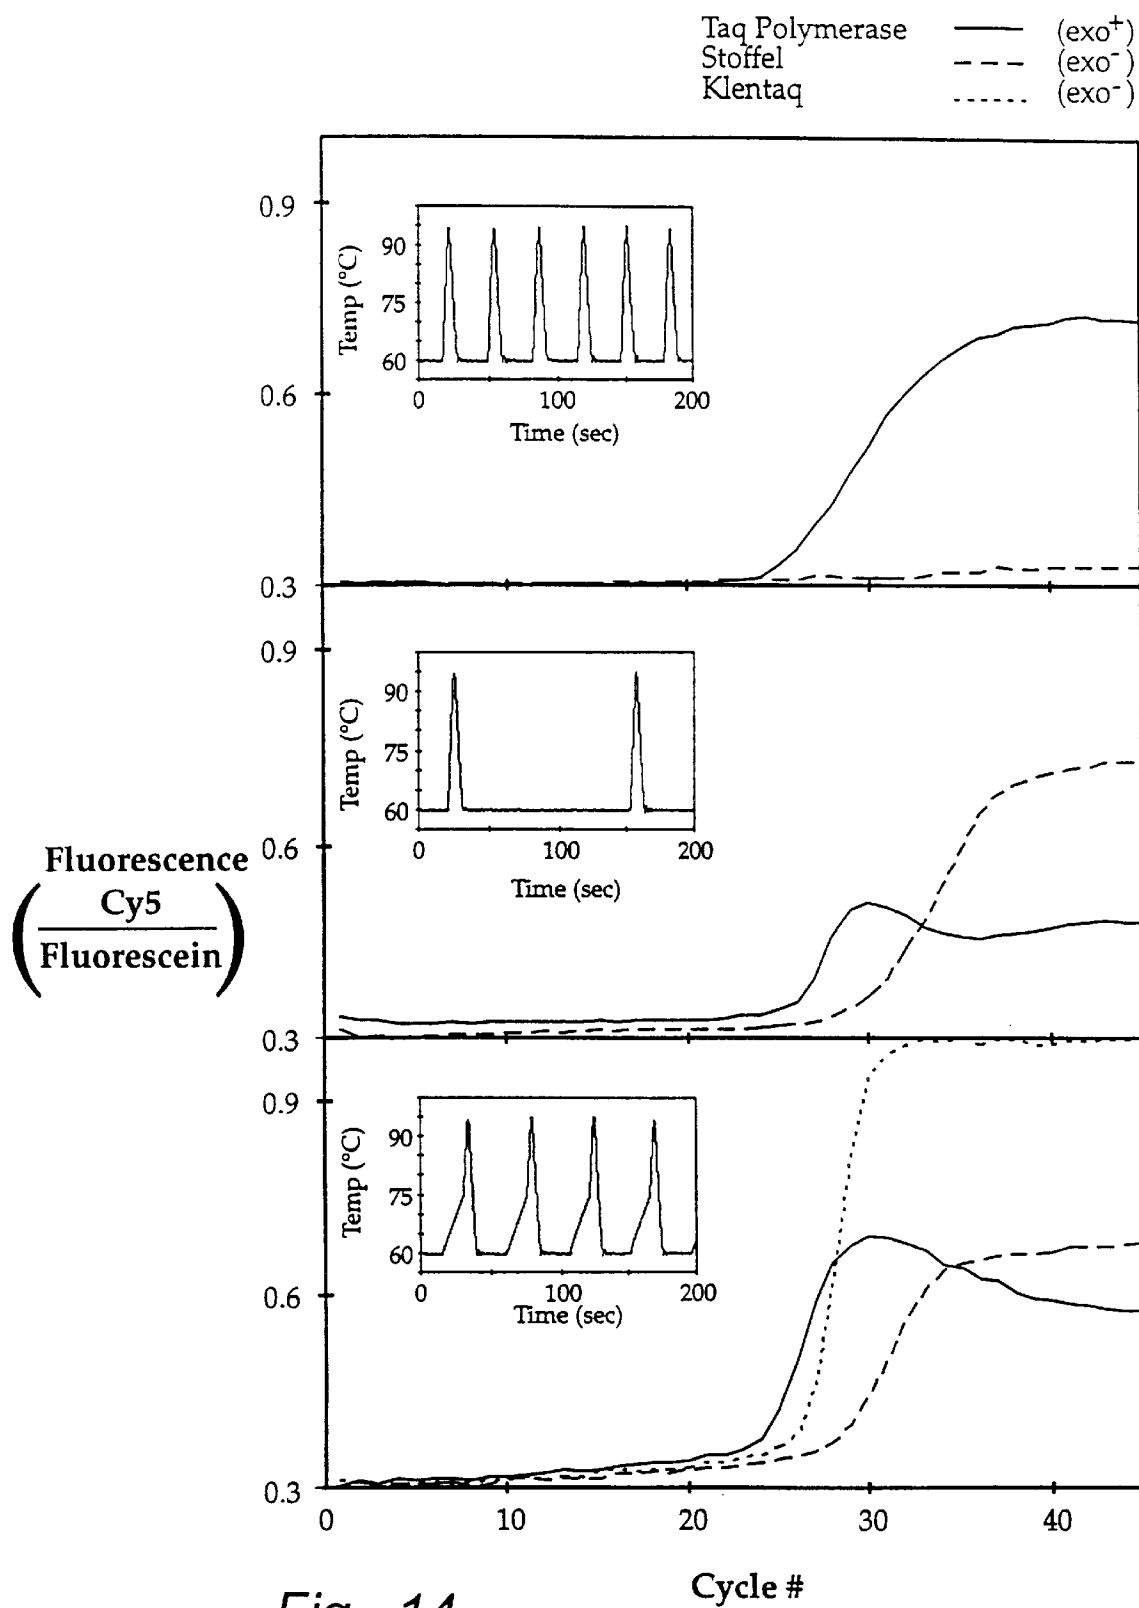 Taq Polymerase (exo+)
Stoffel (exo-)
Klentaq (exo-)
0.9
0.6
0.3
Temp (°C)
90
75
60
0 100 200
Time (sec)
0.9
0.6
0.3
Temp (°C)
90
75
60
0 100 200
Time (sec)
Fluorescence
Cy5
Fluorescein
0.9
0.6
0.3
Temp (°C)
90
75
60
0 100 200
Time (sec)
0 10 20 30 40
Cycle #
Fig. 14